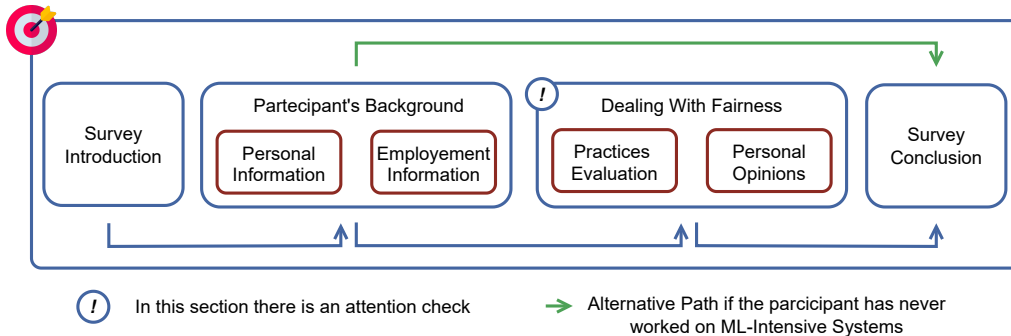 Survey
Introduction
Partecipant's Background
Personal
Information
Employement
Information
!
Dealing With Fairness
Practices
Evaluation
Personal
Opinions
Survey
Conclusion
!
In this section there is an attention check
Alternative Path if the parcicipant has never
worked on ML-Intensive Systems